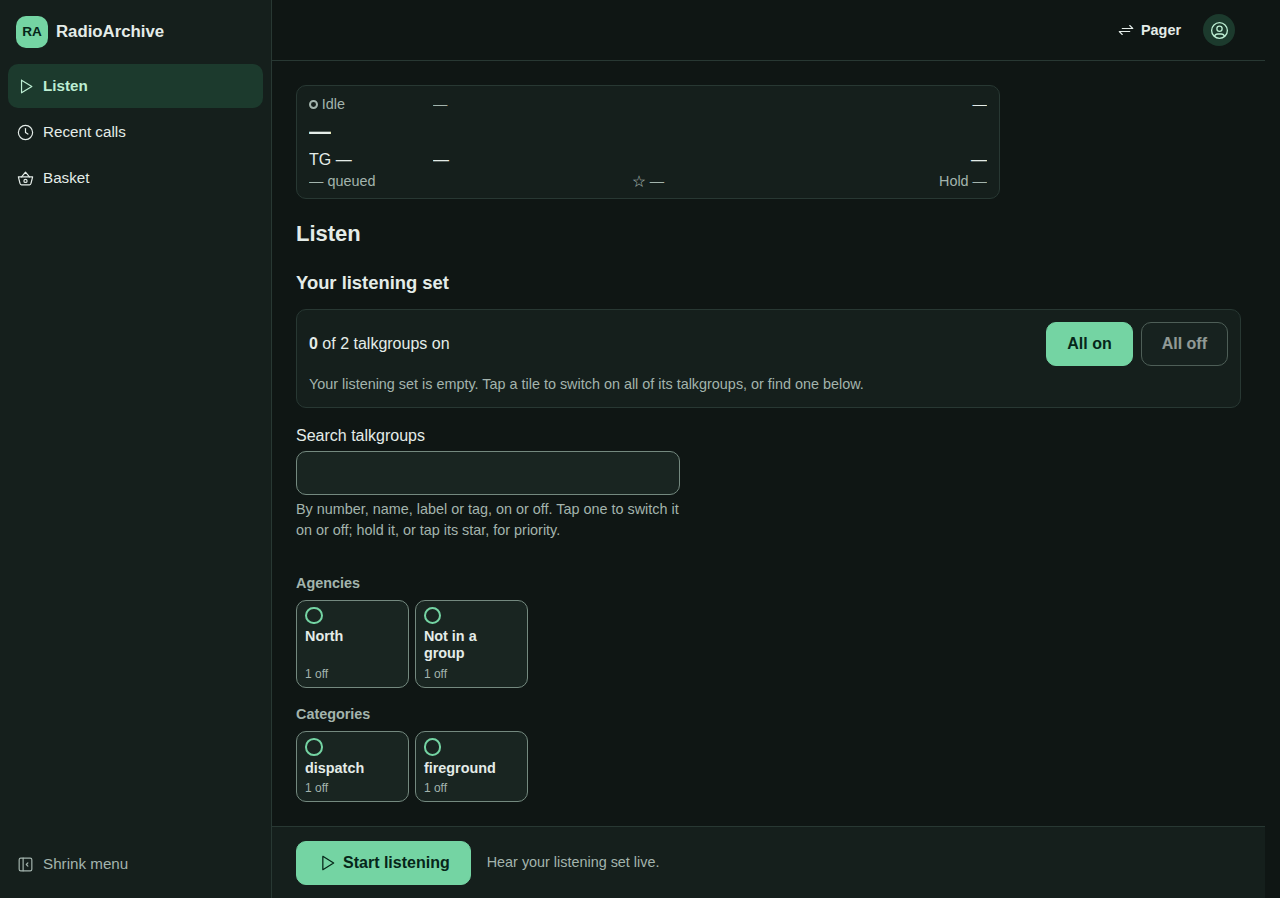 RA RadioArchive
Pager
Listen
Recent calls
Basket
Idle — —
—
TG — — —
— queued ☆ — Hold —
Listen
Your listening set
0 of 2 talkgroups on
All on
All off
Your listening set is empty. Tap a tile to switch on all of its talkgroups, or find one below.
Search talkgroups
By number, name, label or tag, on or off. Tap one to switch it
on or off; hold it, or tap its star, for priority.
Agencies
North
1 off
Not in a
group
1 off
Categories
dispatch
1 off
fireground
1 off
Shrink menu
Start listening
Hear your listening set live.